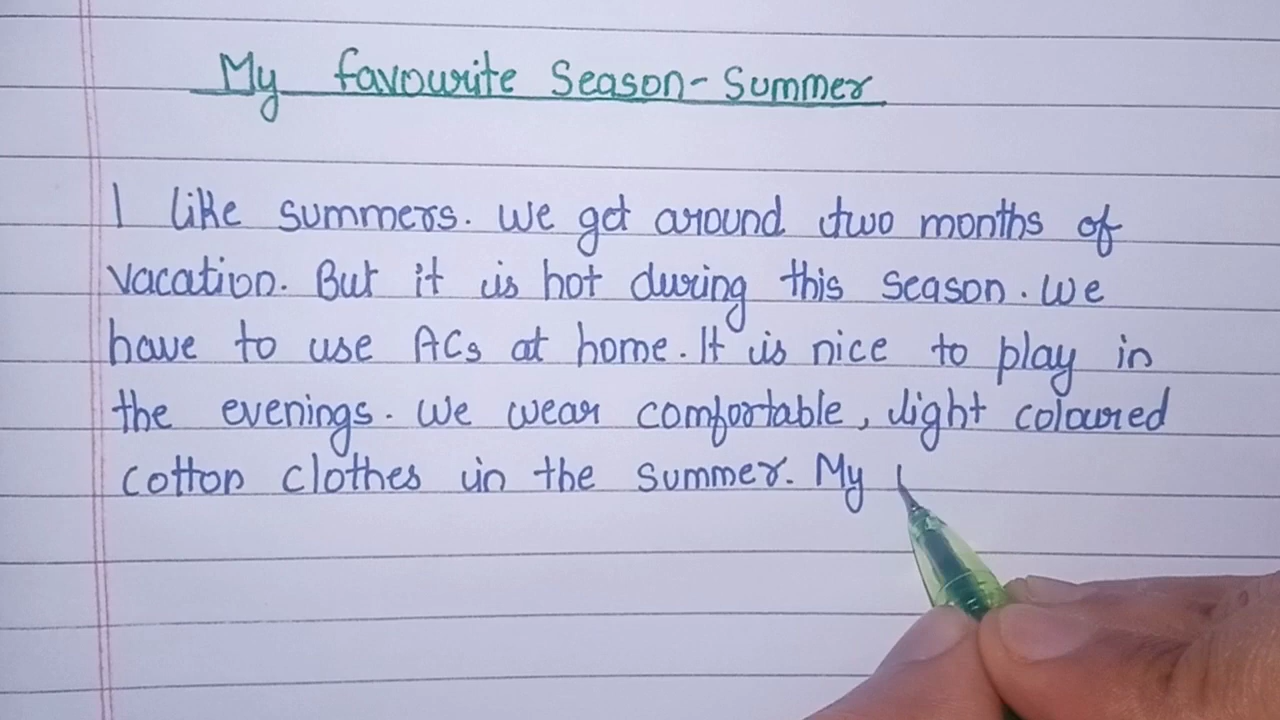 My favourite Season-Summer
I like summers. We get around two months of
vacation. But it is hot during this season. We
have to use ACs at home. It is nice to play in
the evenings. We wear comfortable, light coloured
cotton clothes in the summer. My